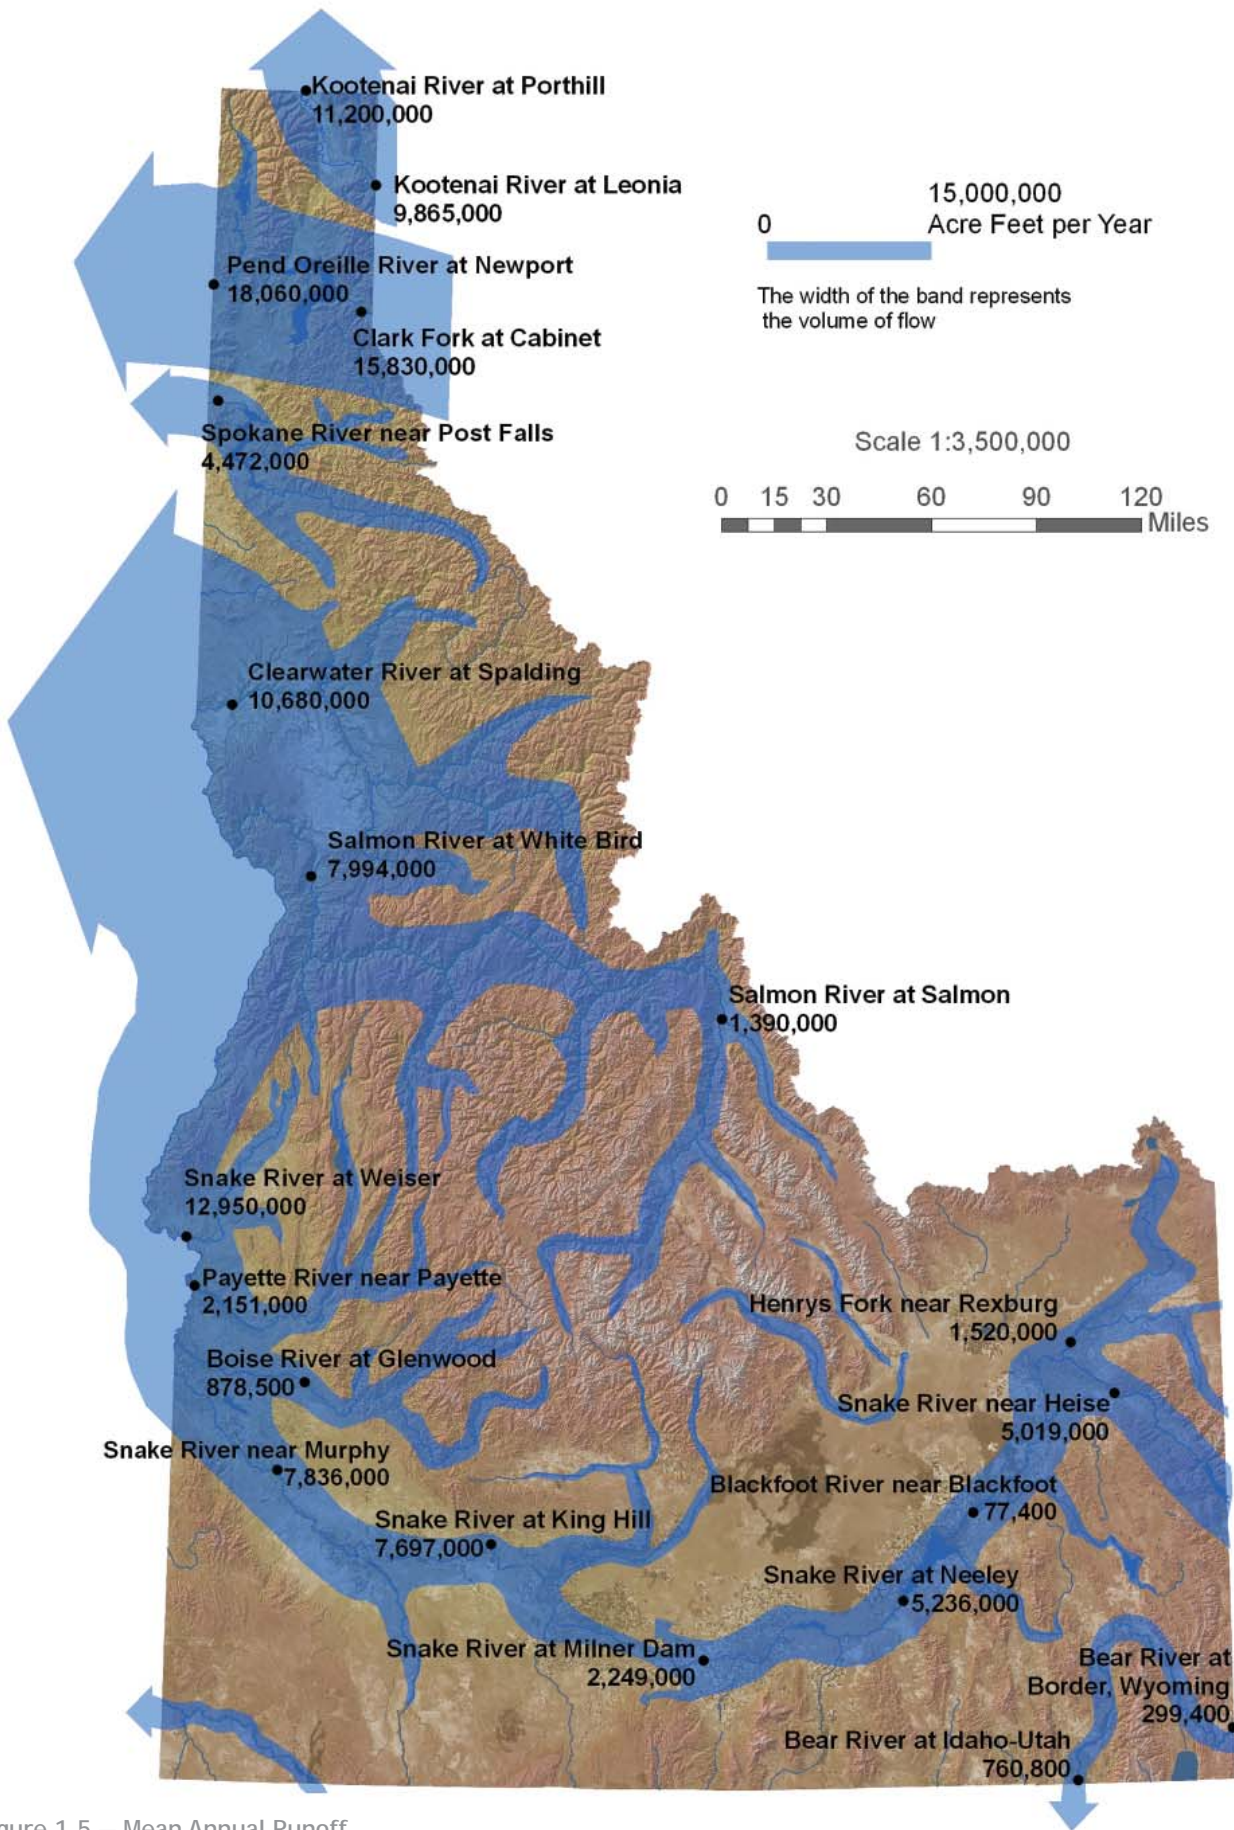 Kootenai River at Porthill
11,200,000
Kootenai River at Leonia
9,865,000
15,000,000
0
Acre Feet per Year
The width of the band represents
the volume of flow
Pend Oreille River at Newport
18,060,000
Clark Fork at Cabinet
15,830,000
Spokane River near Post Falls
4,472,000
Scale 1:3,500,000
0 15 30 60 90 120
Miles
Clearwater River at Spalding
10,680,000
Salmon River at White Bird
7,994,000
Salmon River at Salmon
1,390,000
Snake River at Weiser
12,950,000
Payette River near Payette
2,151,000
Henrys Fork near Rexburg
1,520,000
Boise River at Glenwood
878,500
Snake River near Heise
5,019,000
Snake River near Murphy
7,836,000
Blackfoot River near Blackfoot
77,400
Snake River at King Hill
7,697,000
Snake River at Neeley
5,236,000
Snake River at Milner Dam
2,249,000
Bear River at
Border, Wyoming
299,400
Bear River at Idaho-Utah
760,800